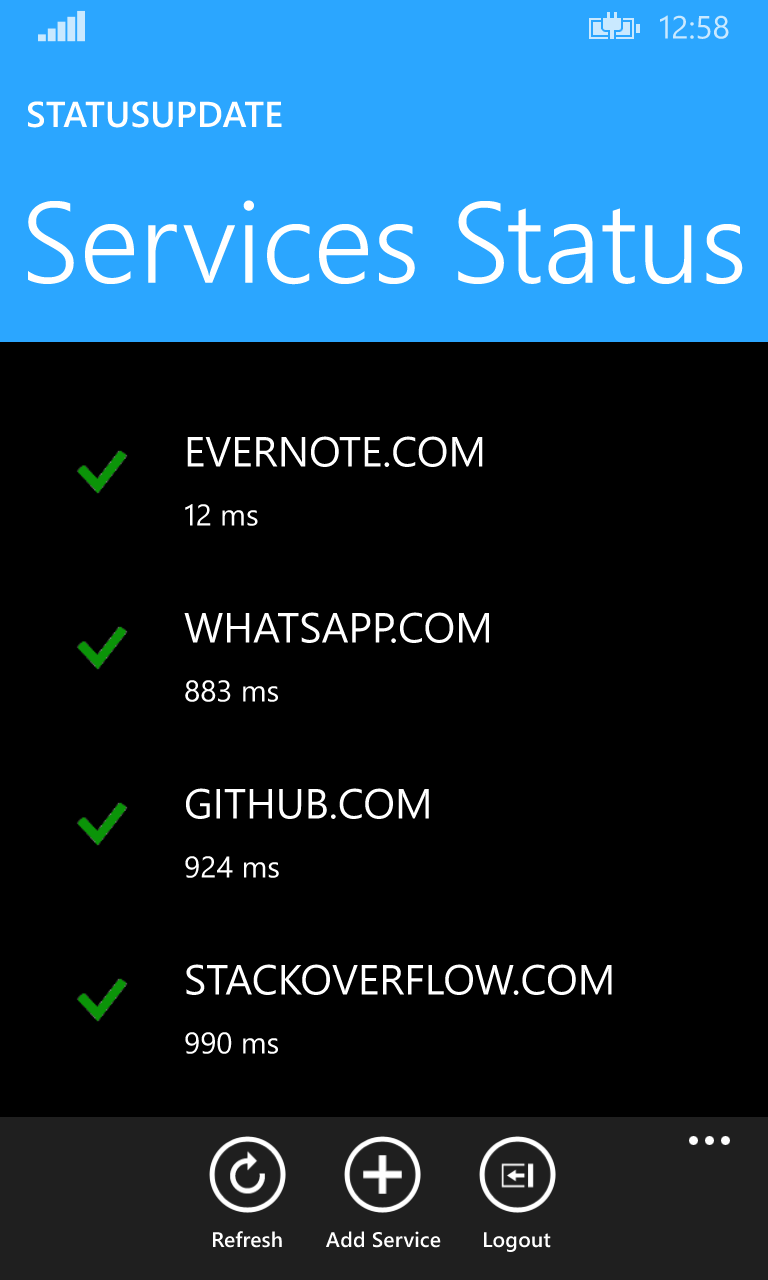 12:58
STATUSUPDATE
Services Status
EVERNOTE.COM
12 ms
WHATSAPP.COM
883 ms
GITHUB.COM
924 ms
STACKOVERFLOW.COM
990 ms
Refresh
Add Service
Logout